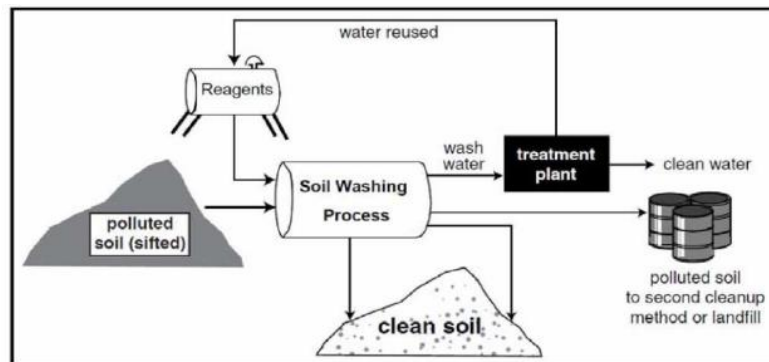 water reused
Reagents
wash
water
treatment
plant
clean water
Soil Washing
Process
polluted
soil (sifted)
polluted soil
to second cleanup
method or landfill
clean soil